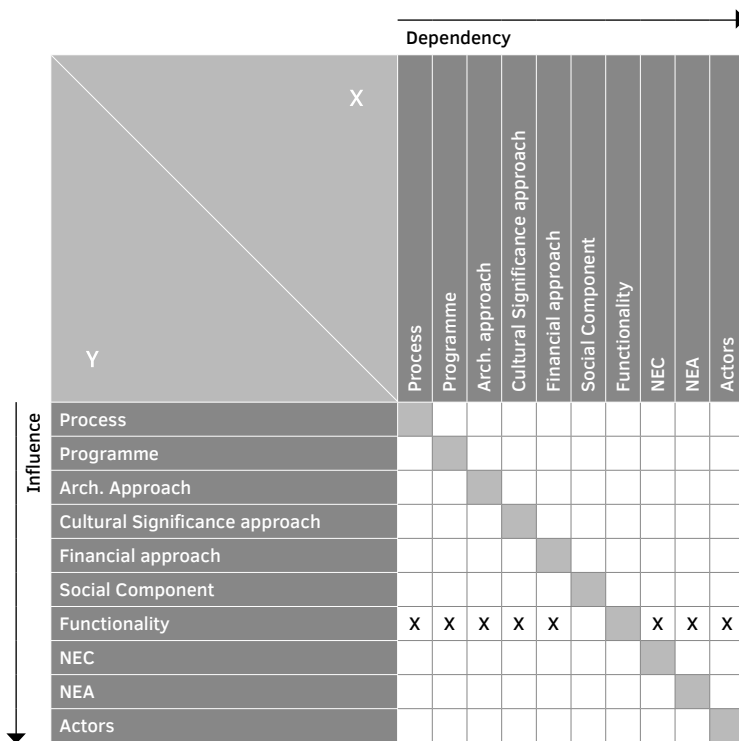 Dependency
X
Y
Process
Programme
Arch. approach
Cultural Significance approach
Financial approach
Social Component
Functionality
NEC
NEA
Actors
Influence
Process
Programme
Arch. Approach
Cultural Significance approach
Financial approach
Social Component
Functionality X X X X X X X X
NEC
NEA
Actors